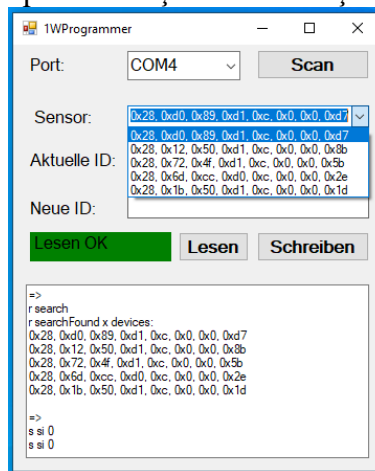 1WProgrammer
Port: COM4 Scan
Sensor: 0x28, 0xd0, 0x89, 0xd1, 0xc, 0x0, 0x0, 0xd7
0x28, 0xd0, 0x89, 0xd1, 0xc, 0x0, 0x0, 0xd7
0x28, 0x12, 0x50, 0xd1, 0xc, 0x0, 0x0, 0x8b
Aktuelle ID: 0x28, 0x72, 0x4f, 0xd1, 0xc, 0x0, 0x0, 0x5b
0x28, 0x6d, 0xcc, 0xd0, 0xc, 0x0, 0x0, 0x2e
0x28, 0x1b, 0x50, 0xd1, 0xc, 0x0, 0x0, 0x1d
Neue ID:
Lesen OK Lesen Schreiben
=>
r search
r searchFound x devices:
0x28, 0xd0, 0x89, 0xd1, 0xc, 0x0, 0x0, 0xd7
0x28, 0x12, 0x50, 0xd1, 0xc, 0x0, 0x0, 0x8b
0x28, 0x72, 0x4f, 0xd1, 0xc, 0x0, 0x0, 0x5b
0x28, 0x6d, 0xcc, 0xd0, 0xc, 0x0, 0x0, 0x2e
0x28, 0x1b, 0x50, 0xd1, 0xc, 0x0, 0x0, 0x1d
=>
s si 0
s si 0